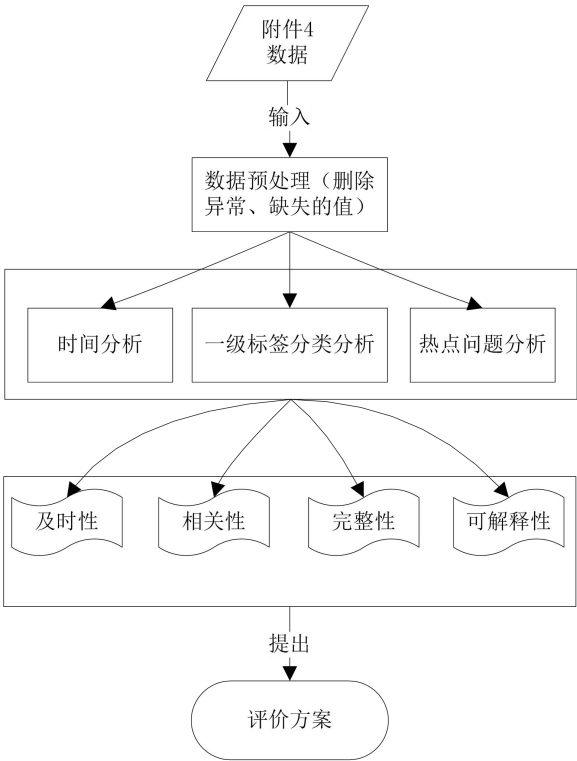 附件4
数据
输入
数据预处理（删除
异常、缺失的值）
时间分析
一级标签分类分析
热点问题分析
及时性
相关性
完整性
可解释性
提出
评价方案